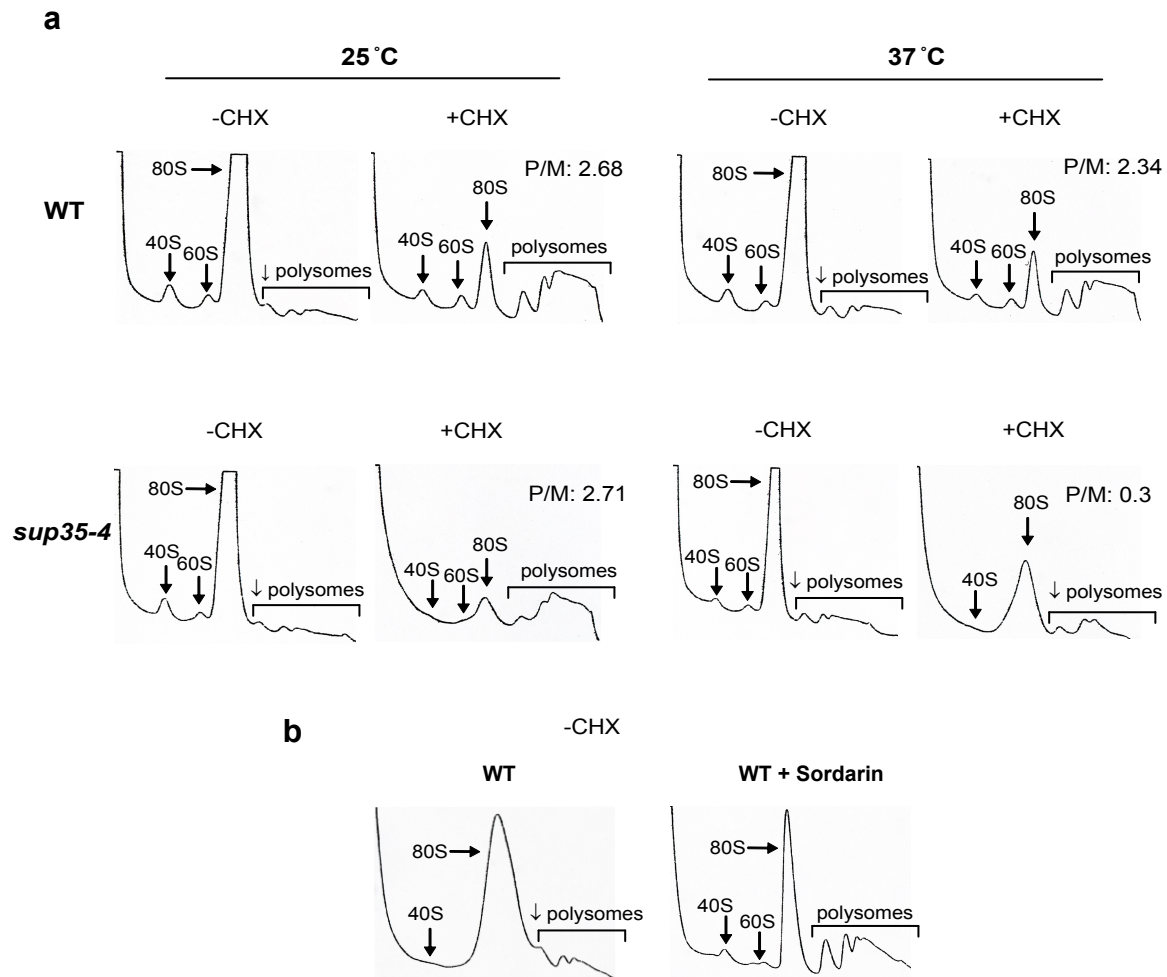 a
25 °C
37 °C
-CHX
+CHX
-CHX
+CHX
WT
80S
40S
60S
↓ polysomes
P/M: 2.68
80S
40S
60S
polysomes
80S
40S
60S
↓ polysomes
P/M: 2.34
80S
40S
60S
polysomes
-CHX
+CHX
-CHX
+CHX
sup35-4
80S
40S
60S
↓ polysomes
P/M: 2.71
80S
40S
60S
polysomes
80S
40S
60S
↓ polysomes
P/M: 0.3
80S
40S
↓ polysomes
b
-CHX
WT
WT + Sordarin
80S
40S
↓ polysomes
80S
40S
60S
polysomes